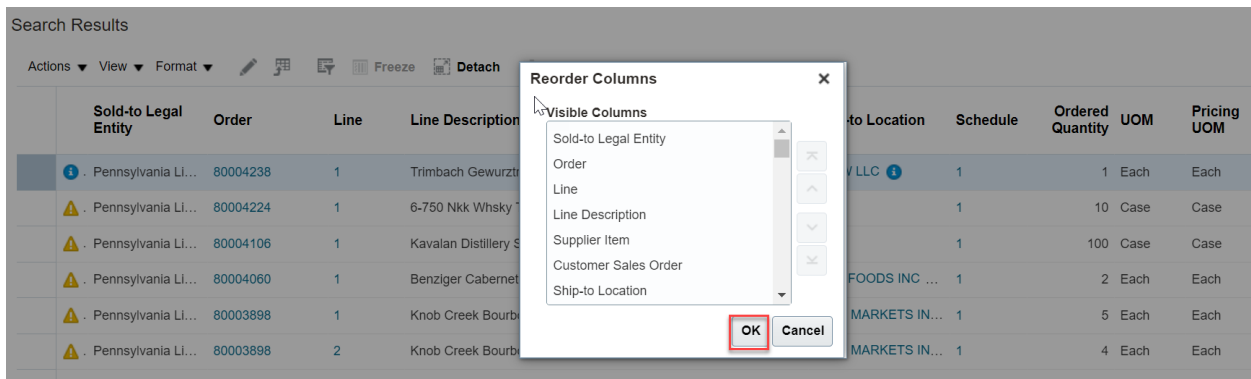 Search Results
Actions View Format Freeze Detach
Reorder Columns
Visible Columns
Sold-to Legal Entity
Order
Line
Line Description
Supplier Item
Customer Sales Order
Ship-to Location
OK Cancel
Sold-to Legal Entity Order Line Line Description -to Location Schedule Ordered Quantity UOM Pricing UOM
. Pennsylvania Li... 80004238 1 Trimbach Gewurzt LLC 1 1 Each Each
. Pennsylvania Li... 80004224 1 6-750 Nkk Whsky 1 10 Case Case
. Pennsylvania Li... 80004106 1 Kavalan Distillery S 1 100 Case Case
. Pennsylvania Li... 80004060 1 Benziger Cabernet FOODS INC ... 1 2 Each Each
. Pennsylvania Li... 80003898 1 Knob Creek Bourb MARKETS IN... 1 5 Each Each
. Pennsylvania Li... 80003898 2 Knob Creek Bourb MARKETS IN... 1 4 Each Each